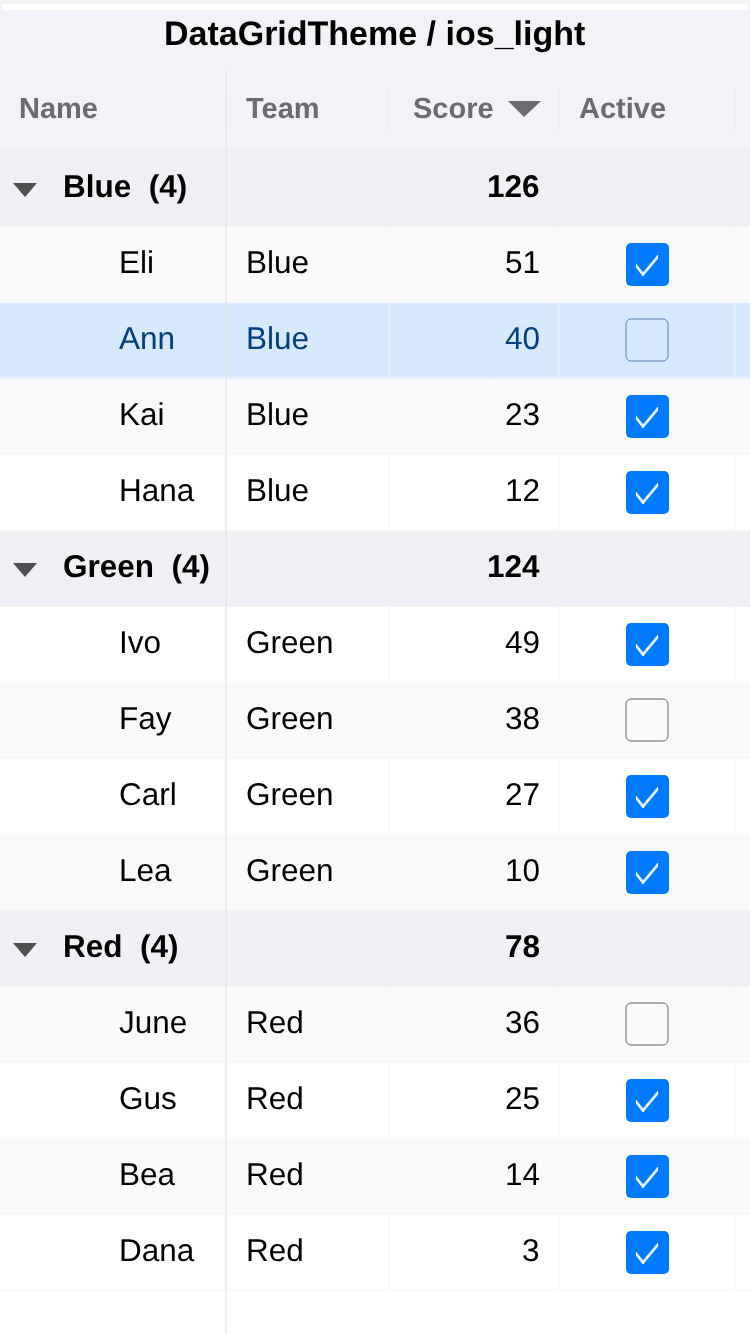 DataGridTheme / ios_light
Name Team Score Active
Blue (4) 126
Eli Blue 51
Ann Blue 40
Kai Blue 23
Hana Blue 12
Green (4) 124
Ivo Green 49
Fay Green 38
Carl Green 27
Lea Green 10
Red (4) 78
June Red 36
Gus Red 25
Bea Red 14
Dana Red 3